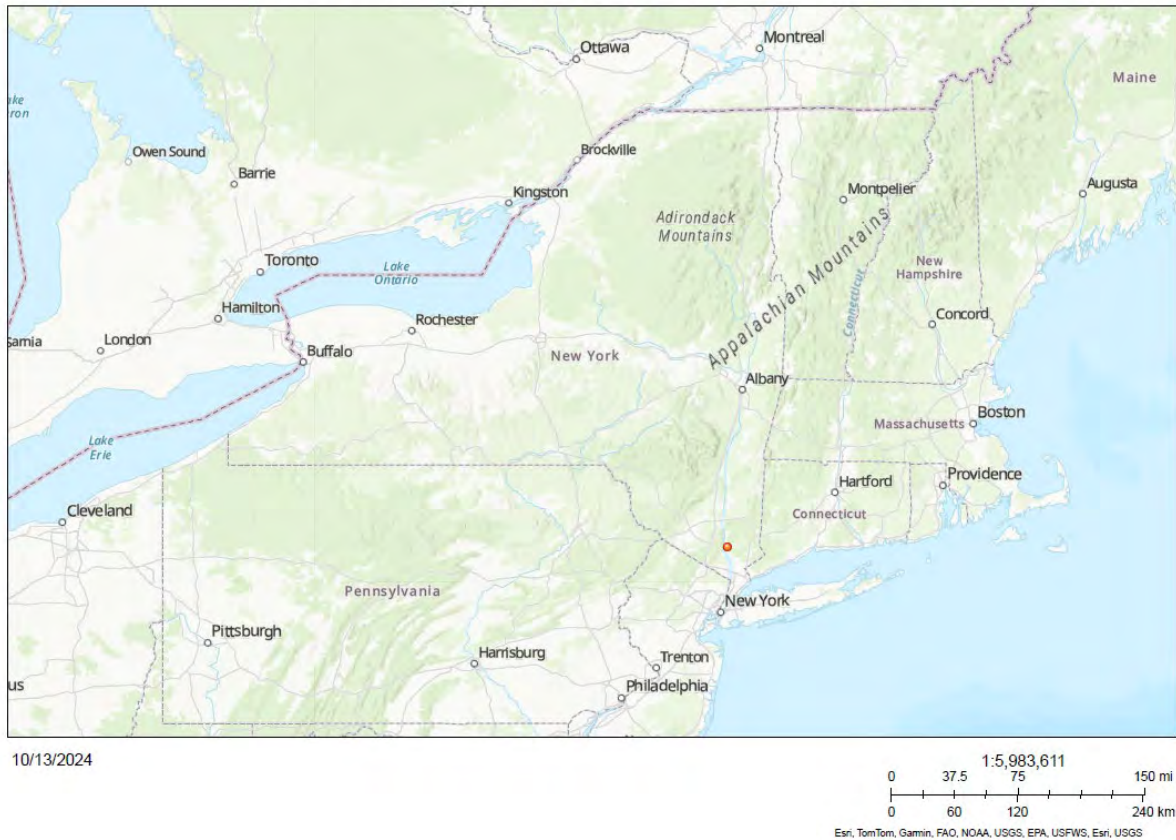 Ottawa
Montreal
Maine
Owen Sound
Barrie
Brockville
Kingston
Montpelier
Augusta
Adirondack
Mountains
Appalachian Mountains
New
Hampshire
Connecticut
Toronto
Lake
Ontario
Hamilton
Rochester
Concord
London
Buffalo
New York
Albany
Boston
Massachusetts
Lake
Erie
Cleveland
Hartford
Providence
Connecticut
Pennsylvania
New York
Pittsburgh
Harrisburg
Trenton
Philadelphia
us
10/13/2024
1:5,983,611
0 37.5 75 150 mi
0 60 120 240 km
Esri, TomTom, Garmin, FAO, NOAA, USGS, EPA, USFWS, Esri, USGS